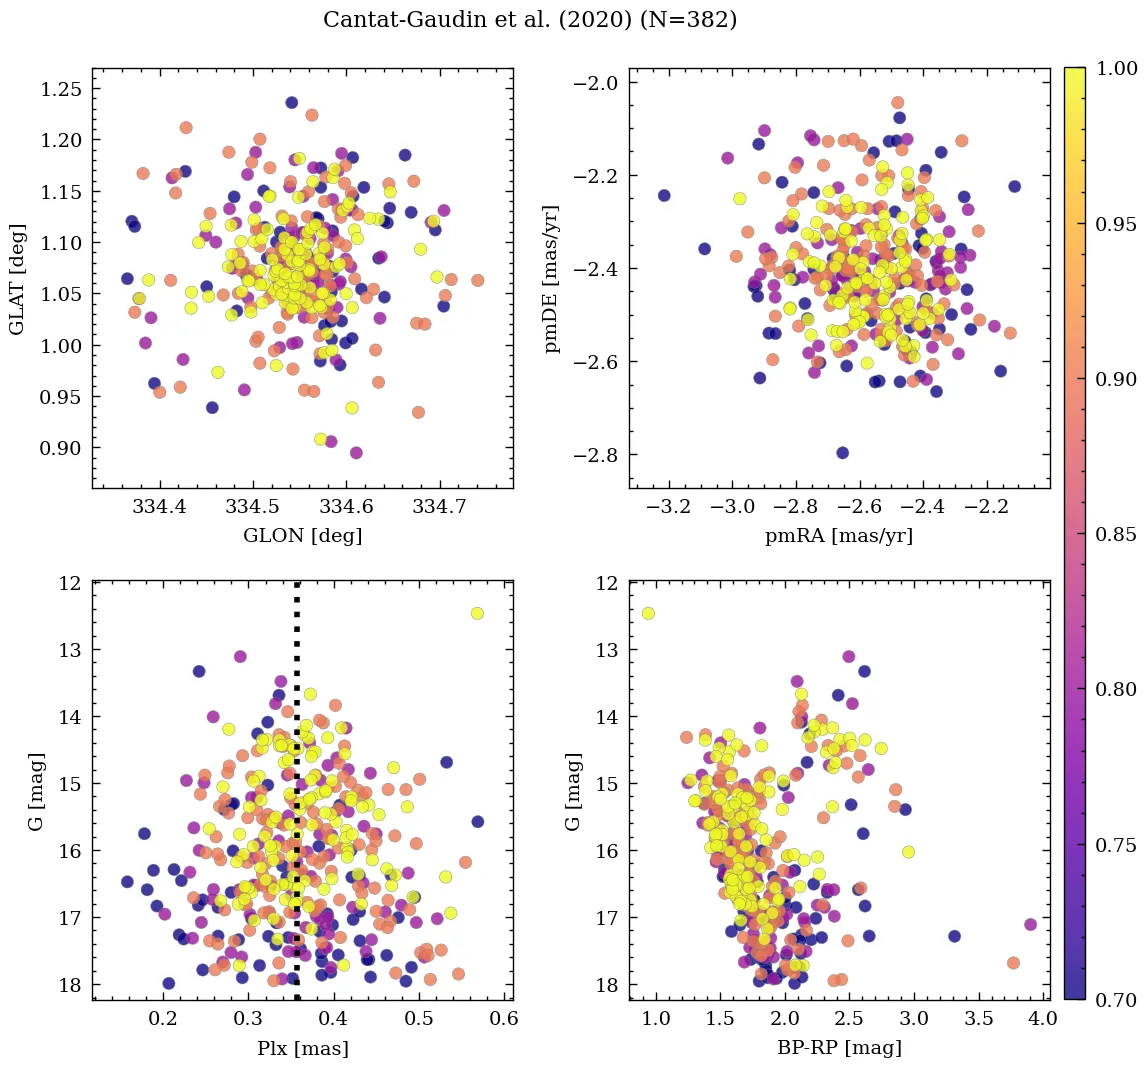 Cantat-Gaudin et al. (2020) (N=382)
1.25
1.20
1.15
1.10
1.05
1.00
0.95
0.90
GLAT [deg]
334.4 334.5 334.6 334.7
GLON [deg]
−2.0
−2.2
−2.4
−2.6
−2.8
pmDE [mas/yr]
−3.2 −3.0 −2.8 −2.6 −2.4 −2.2
pmRA [mas/yr]
12
13
14
15
16
17
18
G [mag]
0.2 0.3 0.4 0.5 0.6
Plx [mas]
12
13
14
15
16
17
18
G [mag]
1.0 1.5 2.0 2.5 3.0 3.5 4.0
BP-RP [mag]
1.00
0.95
0.90
0.85
0.80
0.75
0.70